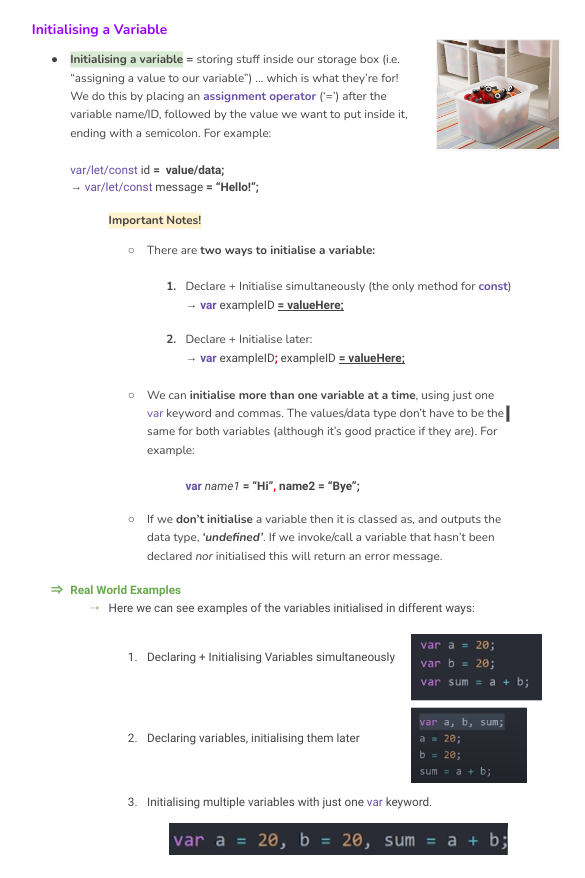 Initialising a Variable
● Initialising a variable = storing stuff inside our storage box (i.e.
“assigning a value to our variable”) ... which is what they’re for!
We do this by placing an assignment operator (‘=’) after the
variable name/ID, followed by the value we want to put inside it,
ending with a semicolon. For example:
var/let/const id = value/data;
→ var/let/const message = “Hello!”;
Important Notes!
○ There are two ways to initialise a variable:
1. Declare + Initialise simultaneously (the only method for const)
→ var exampleID = valueHere;
2. Declare + Initialise later:
→ var exampleID; exampleID = valueHere;
○ We can initialise more than one variable at a time, using just one
var keyword and commas. The values/data type don’t have to be the
same for both variables (although it’s good practice if they are). For
example:
var name1 = “Hi”, name2 = “Bye”;
○ If we don’t initialise a variable then it is classed as, and outputs the
data type, ‘undefined’. If we invoke/call a variable that hasn’t been
declared nor initialised this will return an error message.
⇒ Real World Examples
⇢ Here we can see examples of the variables initialised in different ways:
1. Declaring + Initialising Variables simultaneously
var a = 20;
var b = 20;
var sum = a + b;
2. Declaring variables, initialising them later
var a, b, sum;
a = 20;
b = 20;
sum = a + b;
3. Initialising multiple variables with just one var keyword.
var a = 20, b = 20, sum = a + b;